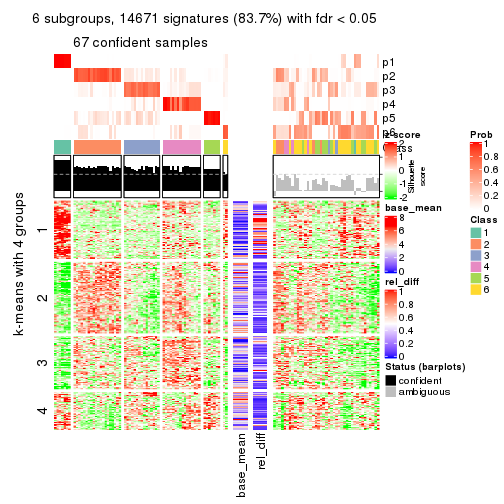 6 subgroups, 14671 signatures (83.7%) with fdr < 0.05
67 confident samples
p1
p2
p3
p4
p5
p6
z-score
2
1
0
-1
-2
Class
Silhouette
score
Prob
1
0.8
0.6
0.4
0.2
0
base_mean
8
6
4
2
0
Class
1
2
3
4
5
6
rel_diff
1
0.8
0.6
0.4
0.2
0
Status (barplots)
confident
ambiguous
k-means with 4 groups
1
2
3
4
base_mean
rel_diff